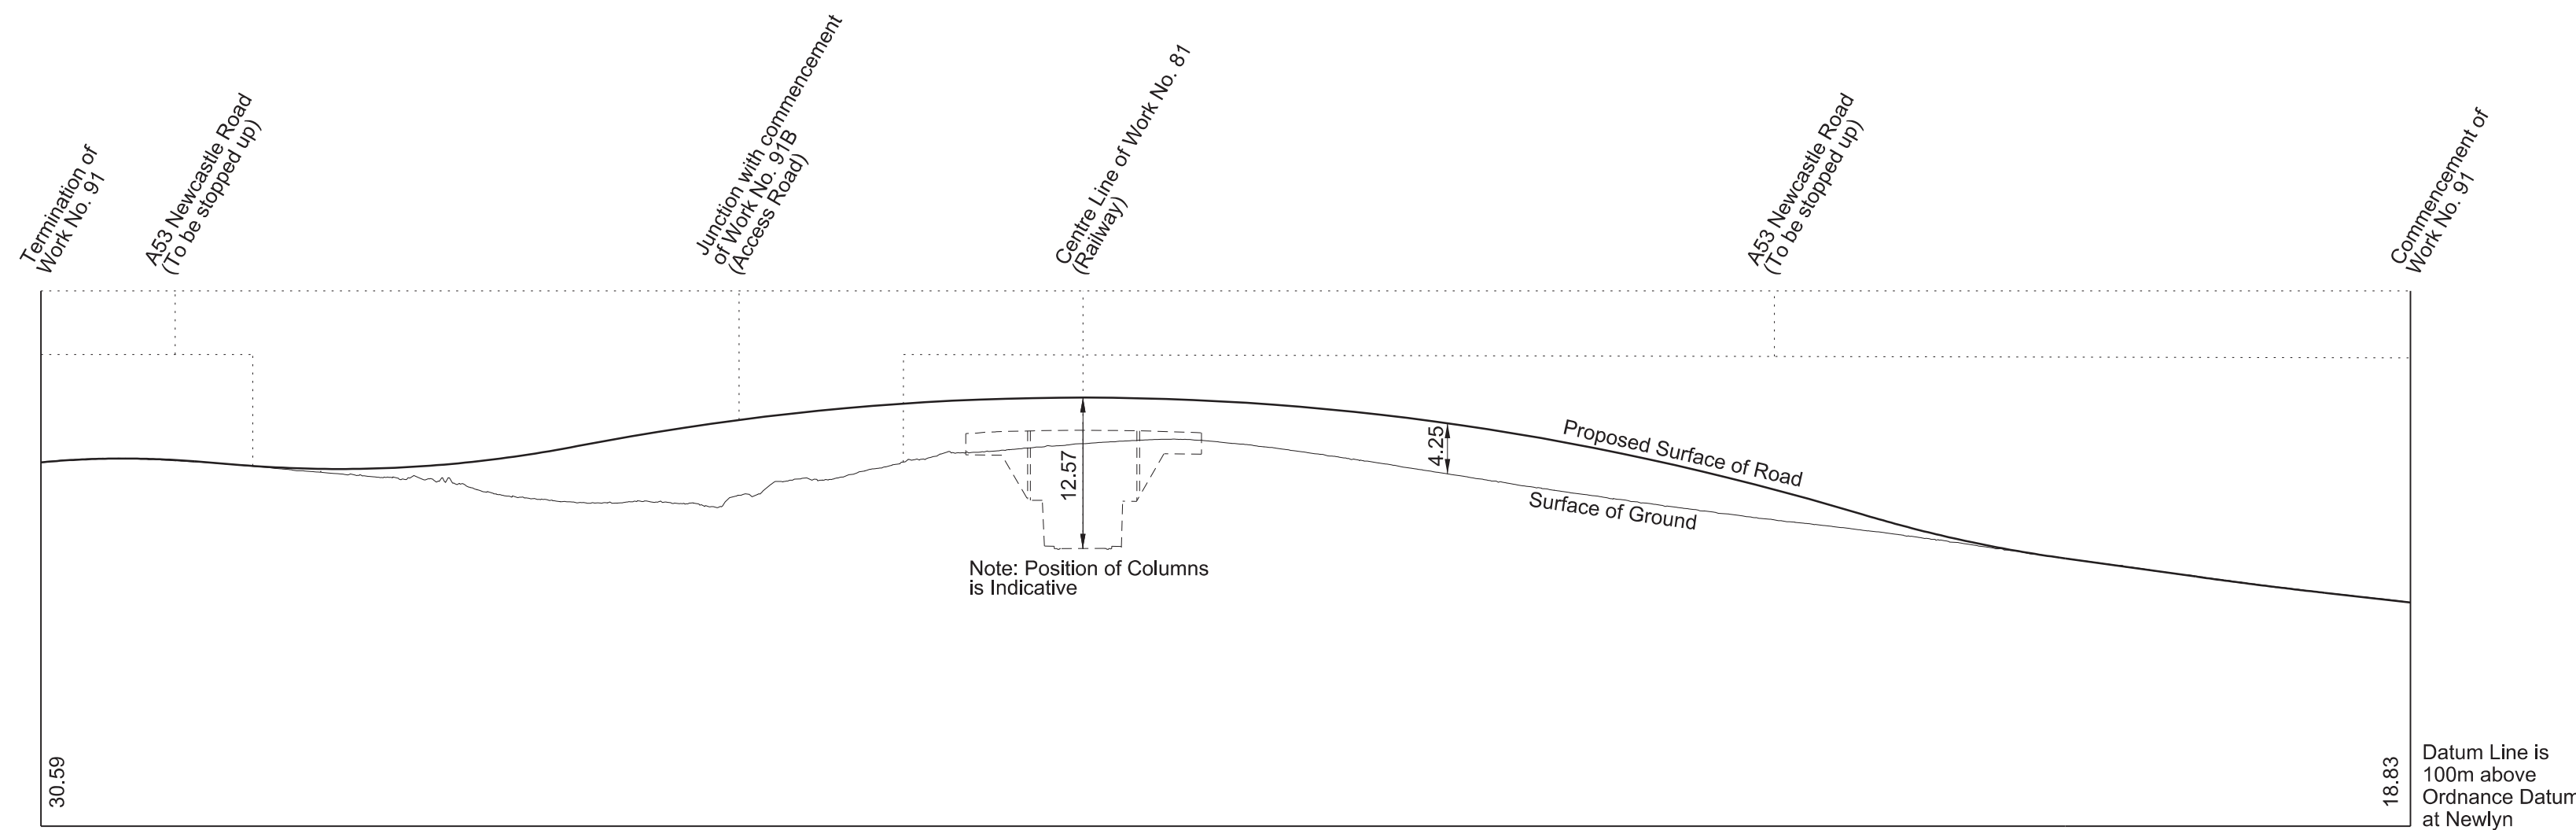 Termination of
Work No. 91
A53 Newcastle Road
(To be stopped up)
Junction with commencement
of Work No. 91B
(Access Road)
Centre Line of Work No. 81
(Railway)
A53 Newcastle Road
(To be stopped up)
Commencement of
Work No. 91
12.57
4.25
Proposed Surface of Road
Surface of Ground
Note: Position of Columns
is Indicative
30.59
18.83
Datum Line is
100m above
Ordnance Datum
at Newlyn